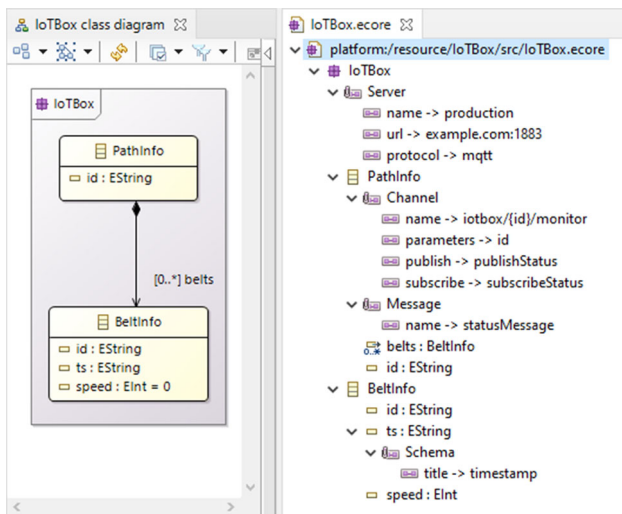 IoTBox class diagram
IoTBox
PathInfo
id : EString
[0..*] belts
BeltInfo
id : EString
ts : EString
speed : EInt = 0
IoTBox.ecore
platform:/resource/IoTBox/src/IoTBox.ecore
IoTBox
Server
name -> production
url -> example.com:1883
protocol -> mqtt
PathInfo
Channel
name -> iotbox/{id}/monitor
parameters -> id
publish -> publishStatus
subscribe -> subscribeStatus
Message
name -> statusMessage
0..*
belts : BeltInfo
id : EString
BeltInfo
id : EString
ts : EString
Schema
title -> timestamp
speed : EInt